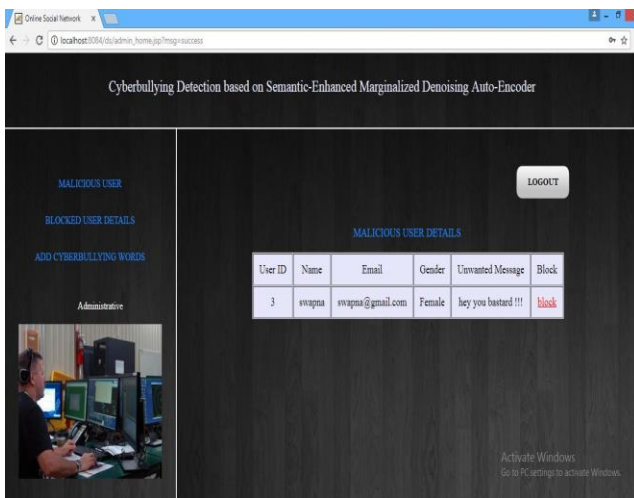 Online Social Network
localhost:8084/ds/admin_home.jsp?msg=success
Cyberbullying Detection based on Semantic-Enhanced Marginalized Denoising Auto-Encoder
LOGOUT
MALICIOUS USER
BLOCKED USER DETAILS
ADD CYBERBULLYING WORDS
Administrative
MALICIOUS USER DETAILS
User ID Name Email Gender Unwanted Message Block
3 swapna swapna@gmail.com Female hey you bastard !!! block
Activate Windows
Go to PC settings to activate Windows.